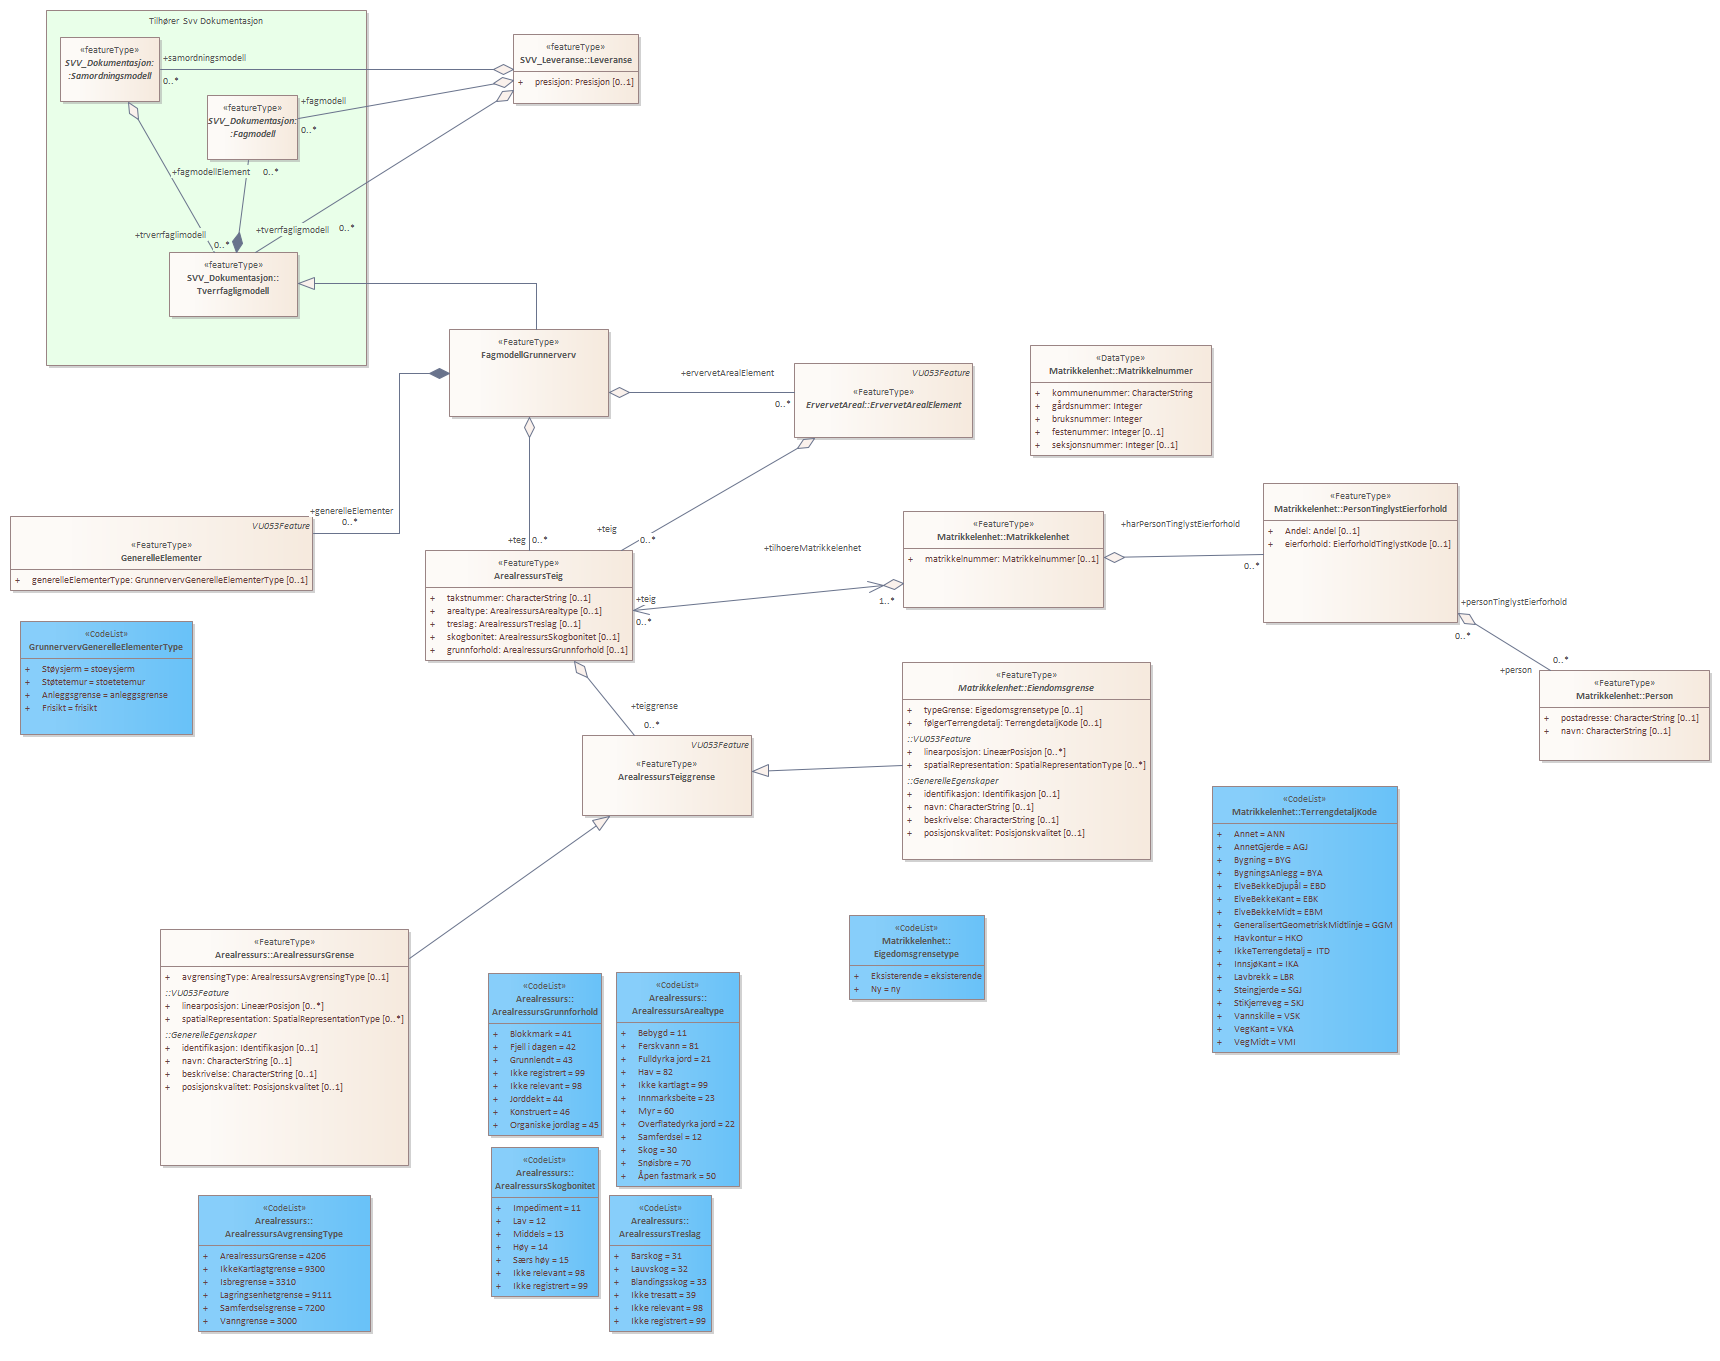 Tilhører Svv Dokumentasjon
«featureType»
SVV_Dokumentasjon:
:Samordningsmodell
+samordningsmodell
0..*
«featureType»
SVV_Leveranse::Leveranse
+ presisjon: Presisjon [0..1]
«featureType»
SVV_Dokumentasjon:
:Fagmodell
+fagmodell
0..*
+fagmodellElement
0..*
+trverrfaglimodell
0..*
+tverrfagligmodell
0..*
«featureType»
SVV_Dokumentasjon::
Tverrfagligmodell
«FeatureType»
FagmodellGrunnerverv
+ervervetArealElement
0..*
VU053Feature
«FeatureType»
ErvervetAreal::ErvervetArealElement
«DataType»
Matrikkelenhet::Matrikkelnummer
+ kommunenummer: CharacterString
+ gårdsnummer: Integer
+ bruksnummer: Integer
+ festenummer: Integer [0..1]
+ seksjonsnummer: Integer [0..1]
+generelleElementer
0..*
VU053Feature
«FeatureType»
GenerelleElementer
+ generelleElementerType: GrunnervervGenerelleElementerType [0..1]
+teg
0..*
+teig
0..*
«FeatureType»
ArealressursTeig
+ takstnummer: CharacterString [0..1]
+ arealtype: ArealressursArealtype [0..1]
+ treslag: ArealressursTreslag [0..1]
+ skogbonitet: ArealressursSkogbonitet [0..1]
+ grunnforhold: ArealressursGrunnforhold [0..1]
+tilhoereMatrikkelenhet
1..*
+teig
0..*
«FeatureType»
Matrikkelenhet::Matrikkelenhet
+ matrikkelnummer: Matrikkelnummer [0..1]
+harPersonTinglystEierforhold
0..*
«FeatureType»
Matrikkelenhet::PersonTinglystEierforhold
+ Andel: Andel [0..1]
+ eierforhold: EierforholdTinglystKode [0..1]
+personTinglystEierforhold
0..*
0..*
+person
«FeatureType»
Matrikkelenhet::Person
+ postadresse: CharacterString [0..1]
+ navn: CharacterString [0..1]
«CodeList»
GrunnervervGenerelleElementerType
+ Støysjerm = stoeysjerm
+ Støtetemur = stoetetemur
+ Anleggsgrense = anleggsgrense
+ Frisikt = frisikt
+teiggrense
0..*
VU053Feature
«FeatureType»
ArealressursTeiggrense
«FeatureType»
Matrikkelenhet::Eiendomsgrense
+ typeGrense: Eigedomsgrensetype [0..1]
+ følgerTerrengdetalj: TerrengdetaljKode [0..1]
::VU053Feature
+ linearposisjon: LineærPosisjon [0..*]
+ spatialRepresentation: SpatialRepresentationType [0..*]
::GenerelleEgenskaper
+ identifikasjon: Identifikasjon [0..1]
+ navn: CharacterString [0..1]
+ beskrivelse: CharacterString [0..1]
+ posisjonskvalitet: Posisjonskvalitet [0..1]
«CodeList»
Matrikkelenhet::TerrengdetaljKode
+ Annet = ANN
+ AnnetGjerde = AGJ
+ Bygning = BYG
+ BygningsAnlegg = BYA
+ ElveBekkeDjupål = EBD
+ ElveBekkeKant = EBK
+ ElveBekkeMidt = EBM
+ GeneralisertGeometriskMidtlinje = GGM
+ Havkontur = HKO
+ IkkeTerrengdetalj = ITD
+ InnsjøKant = IKA
+ Lavbrekk = LBR
+ Steingjerde = SGJ
+ StiKjerreveg = SKJ
+ Vannskille = VSK
+ VegKant = VKA
+ VegMidt = VMI
«FeatureType»
Arealressurs::ArealressursGrense
+ avgrensingType: ArealressursAvgrensingType [0..1]
::VU053Feature
+ linearposisjon: LineærPosisjon [0..*]
+ spatialRepresentation: SpatialRepresentationType [0..*]
::GenerelleEgenskaper
+ identifikasjon: Identifikasjon [0..1]
+ navn: CharacterString [0..1]
+ beskrivelse: CharacterString [0..1]
+ posisjonskvalitet: Posisjonskvalitet [0..1]
«CodeList»
Matrikkelenhet::
Eigedomsgrensetype
+ Eksisterende = eksisterende
+ Ny = ny
«CodeList»
Arealressurs::
ArealressursGrunnforhold
+ Blokkmark = 41
+ Fjell i dagen = 42
+ Grunnlendt = 43
+ Ikke registrert = 99
+ Ikke relevant = 98
+ Jorddekt = 44
+ Konstruert = 46
+ Organiske jordlag = 45
«CodeList»
Arealressurs::
ArealressursArealtype
+ Bebygd = 11
+ Ferskvann = 81
+ Fulldyrka jord = 21
+ Hav = 82
+ Ikke kartlagt = 99
+ Innmarksbeite = 23
+ Myr = 60
+ Overflatedyrka jord = 22
+ Samferdsel = 12
+ Skog = 30
+ Snøisbre = 70
+ Åpen fastmark = 50
«CodeList»
Arealressurs::
ArealressursSkogbonitet
+ Impediment = 11
+ Lav = 12
+ Middels = 13
+ Høy = 14
+ Særs høy = 15
+ Ikke relevant = 98
+ Ikke registrert = 99
«CodeList»
Arealressurs::
ArealressursTreslag
+ Barskog = 31
+ Lauvskog = 32
+ Blandingsskog = 33
+ Ikke tresatt = 39
+ Ikke relevant = 98
+ Ikke registrert = 99
«CodeList»
Arealressurs::
ArealressursAvgrensingType
+ ArealressursGrense = 4206
+ IkkeKartlagtgrense = 9300
+ Isbregrense = 3310
+ Lagringsenhetgrense = 9111
+ Samferdselsgrense = 7200
+ Vanngrense = 3000